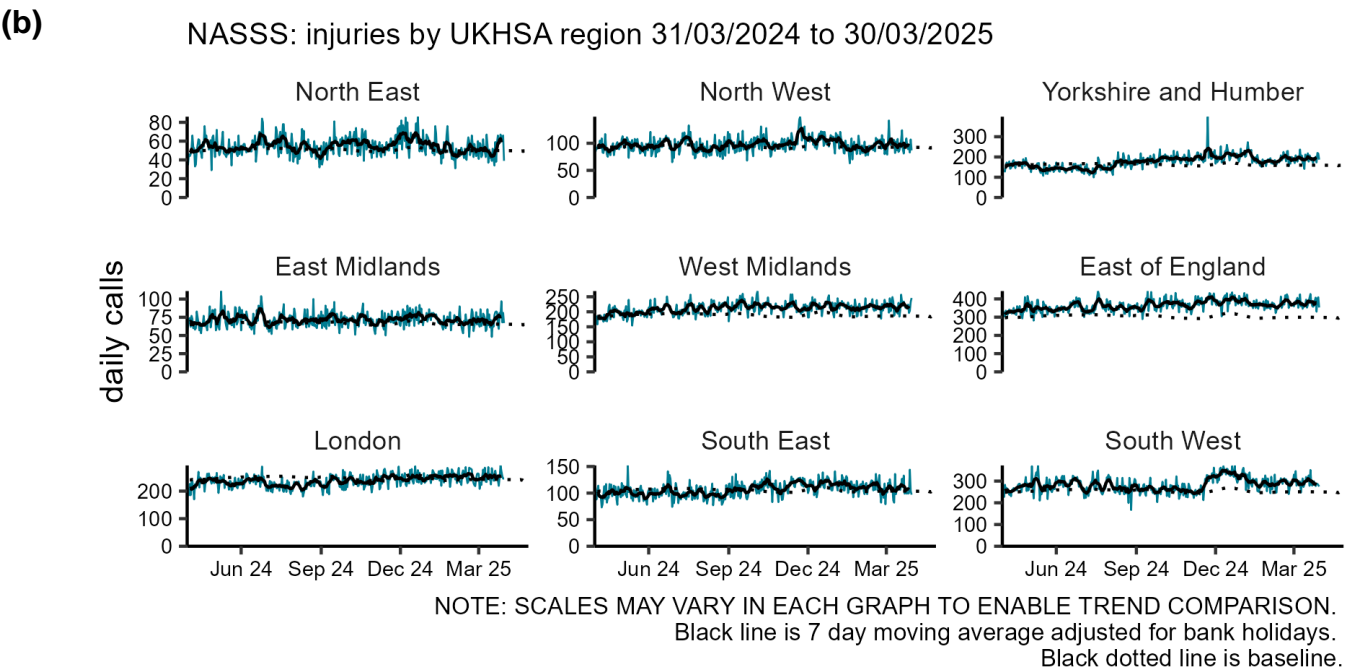 (b)
NASSS: injuries by UKHSA region 31/03/2024 to 30/03/2025
North East
North West
Yorkshire and Humber
80
60
40
20
0
100
50
0
300
200
100
0
East Midlands
West Midlands
East of England
100
75
50
25
0
250
200
150
100
50
0
400
300
200
100
0
daily calls
London
South East
South West
200
100
0
150
100
50
0
300
200
100
0
Jun 24 Sep 24 Dec 24 Mar 25
Jun 24 Sep 24 Dec 24 Mar 25
Jun 24 Sep 24 Dec 24 Mar 25
NOTE: SCALES MAY VARY IN EACH GRAPH TO ENABLE TREND COMPARISON.
Black line is 7 day moving average adjusted for bank holidays.
Black dotted line is baseline.